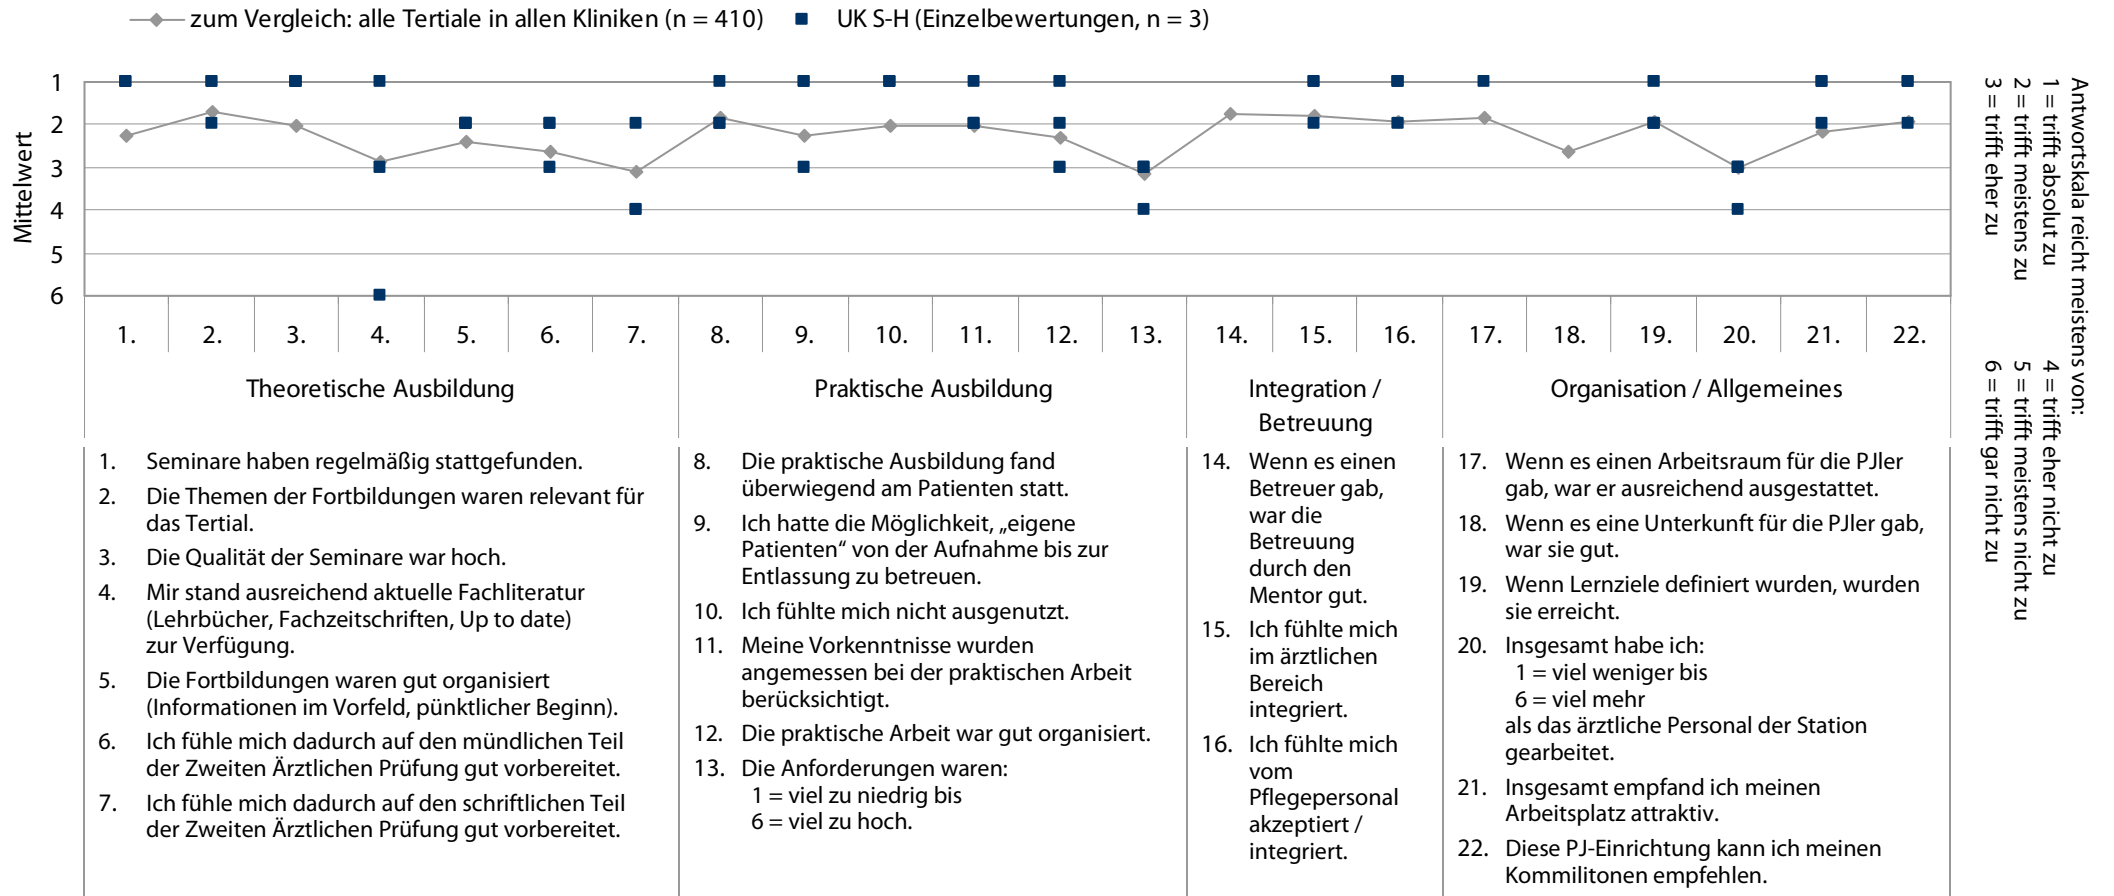 zum Vergleich: alle Tertiale in allen Kliniken (n = 410)
UK S-H (Einzelbewertungen, n = 3)
Mittelwert
1
2
3
4
5
6
1. 2. 3. 4. 5. 6. 7. 8. 9. 10. 11. 12. 13. 14. 15. 16. 17. 18. 19. 20. 21. 22.
Theoretische Ausbildung
1. Seminare haben regelmäßig stattgefunden.
2. Die Themen der Fortbildungen waren relevant für
das Tertial.
3. Die Qualität der Seminare war hoch.
4. Mir stand ausreichend aktuelle Fachliteratur
(Lehrbücher, Fachzeitschriften, Up to date)
zur Verfügung.
5. Die Fortbildungen waren gut organisiert
(Informationen im Vorfeld, pünktlicher Beginn).
6. Ich fühle mich dadurch auf den mündlichen Teil
der Zweiten Ärztlichen Prüfung gut vorbereitet.
7. Ich fühle mich dadurch auf den schriftlichen Teil
der Zweiten Ärztlichen Prüfung gut vorbereitet.
Praktische Ausbildung
8. Die praktische Ausbildung fand
überwiegend am Patienten statt.
9. Ich hatte die Möglichkeit, „eigene
Patienten“ von der Aufnahme bis zur
Entlassung zu betreuen.
10. Ich fühlte mich nicht ausgenutzt.
11. Meine Vorkenntnisse wurden
angemessen bei der praktischen Arbeit
berücksichtigt.
12. Die praktische Arbeit war gut organisiert.
13. Die Anforderungen waren:
1 = viel zu niedrig bis
6 = viel zu hoch.
Integration /
Betreuung
14. Wenn es einen
Betreuer gab,
war die
Betreuung
durch den
Mentor gut.
15. Ich fühlte mich
im ärztlichen
Bereich
integriert.
16. Ich fühlte mich
vom
Pflegepersonal
akzeptiert /
integriert.
Organisation / Allgemeines
17. Wenn es einen Arbeitsraum für die PJler
gab, war er ausreichend ausgestattet.
18. Wenn es eine Unterkunft für die PJler gab,
war sie gut.
19. Wenn Lernziele definiert wurden, wurden
sie erreicht.
20. Insgesamt habe ich:
1 = viel weniger bis
6 = viel mehr
als das ärztliche Personal der Station
gearbeitet.
21. Insgesamt empfand ich meinen
Arbeitsplatz attraktiv.
22. Diese PJ-Einrichtung kann ich meinen
Kommilitonen empfehlen.
Antwortskala reicht meistens von:
1 = trifft absolut zu
2 = trifft meistens zu
3 = trifft eher zu
4 = trifft eher nicht zu
5 = trifft meistens nicht zu
6 = trifft gar nicht zu